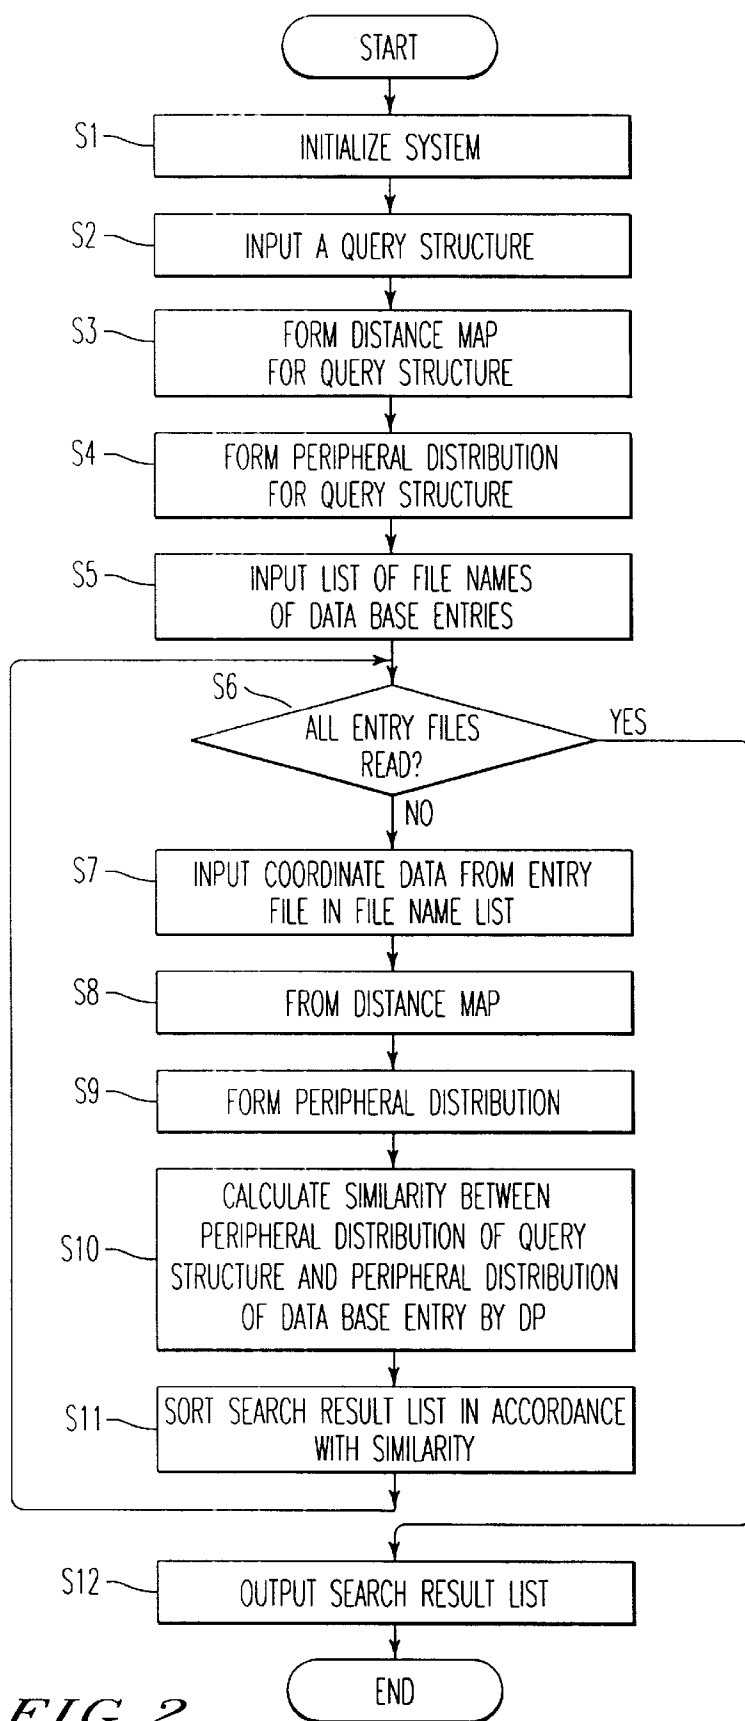 START
S1
INITIALIZE SYSTEM
S2
INPUT A QUERY STRUCTURE
S3
FORM DISTANCE MAP
FOR QUERY STRUCTURE
S4
FORM PERIPHERAL DISTRIBUTION
FOR QUERY STRUCTURE
S5
INPUT LIST OF FILE NAMES
OF DATA BASE ENTRIES
S6
ALL ENTRY FILES
READ?
YES
NO
S7
INPUT COORDINATE DATA FROM ENTRY
FILE IN FILE NAME LIST
S8
FROM DISTANCE MAP
S9
FORM PERIPHERAL DISTRIBUTION
S10
CALCULATE SIMILARITY BETWEEN
PERIPHERAL DISTRIBUTION OF QUERY
STRUCTURE AND PERIPHERAL DISTRIBUTION
OF DATA BASE ENTRY BY DP
S11
SORT SEARCH RESULT LIST IN ACCORDANCE
WITH SIMILARITY
S12
OUTPUT SEARCH RESULT LIST
END
FIG. 2